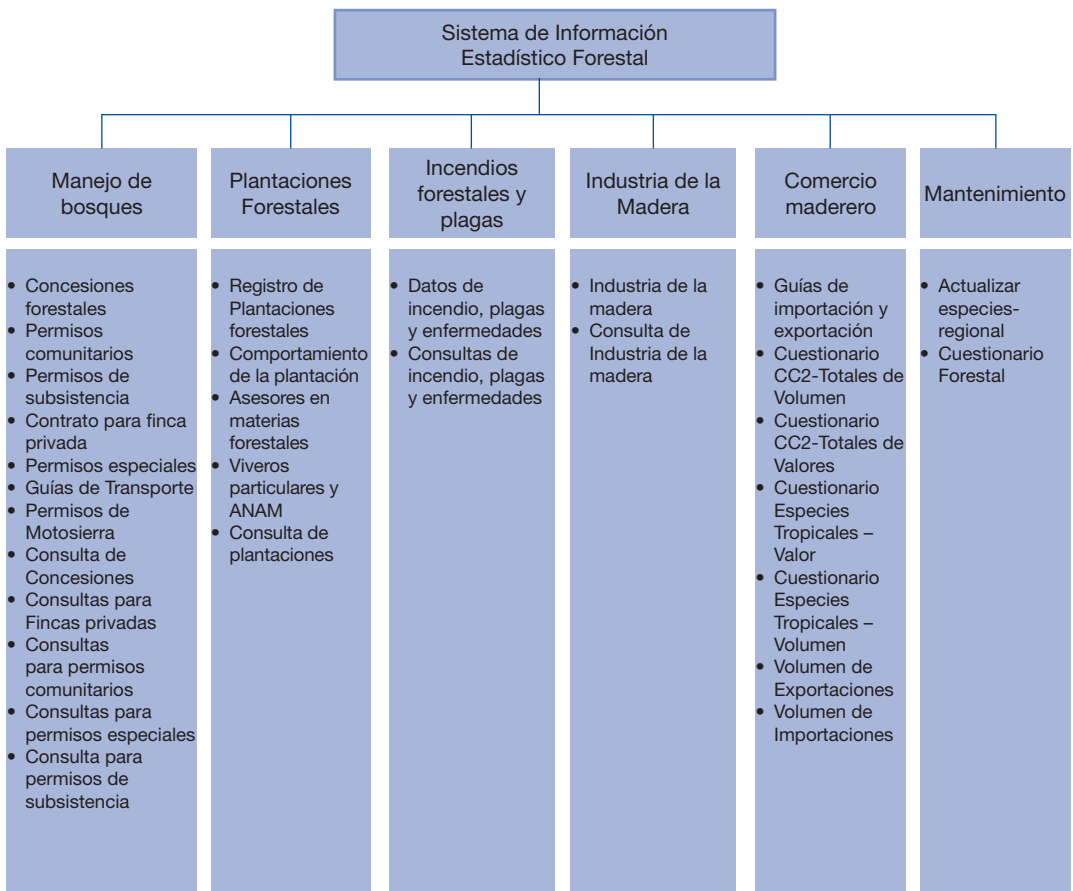 Sistema de Información
Estadístico Forestal
Manejo de
bosques
Plantaciones
Forestales
Incendios
forestales y
plagas
Industria de la
Madera
Comercio
maderero
Mantenimiento
• Concesiones
forestales
• Permisos
comunitarios
• Permisos de
subsistencia
• Contrato para finca
privada
• Permisos especiales
• Guías de Transporte
• Permisos de
Motosierra
• Consulta de
Concesiones
• Consultas para
Fincas privadas
• Consultas
para permisos
comunitarios
• Consultas para
permisos especiales
• Consulta para
permisos de
subsistencia
• Registro de
Plantaciones
forestales
• Comportamiento
de la plantación
• Asesores en
materias
forestales
• Viveros
particulares y
ANAM
• Consulta de
plantaciones
• Datos de
incendio, plagas
y enfermedades
• Consultas de
incendio, plagas
y enfermedades
• Industria de la
madera
• Consulta de
Industria de la
madera
• Guías de
importación y
exportación
• Cuestionario
CC2-Totales de
Volumen
• Cuestionario
CC2-Totales de
Valores
• Cuestionario
Especies
Tropicales –
Valor
• Cuestionario
Especies
Tropicales –
Volumen
• Volumen de
Exportaciones
• Volumen de
Importaciones
• Actualizar
especies-
regional
• Cuestionario
Forestal